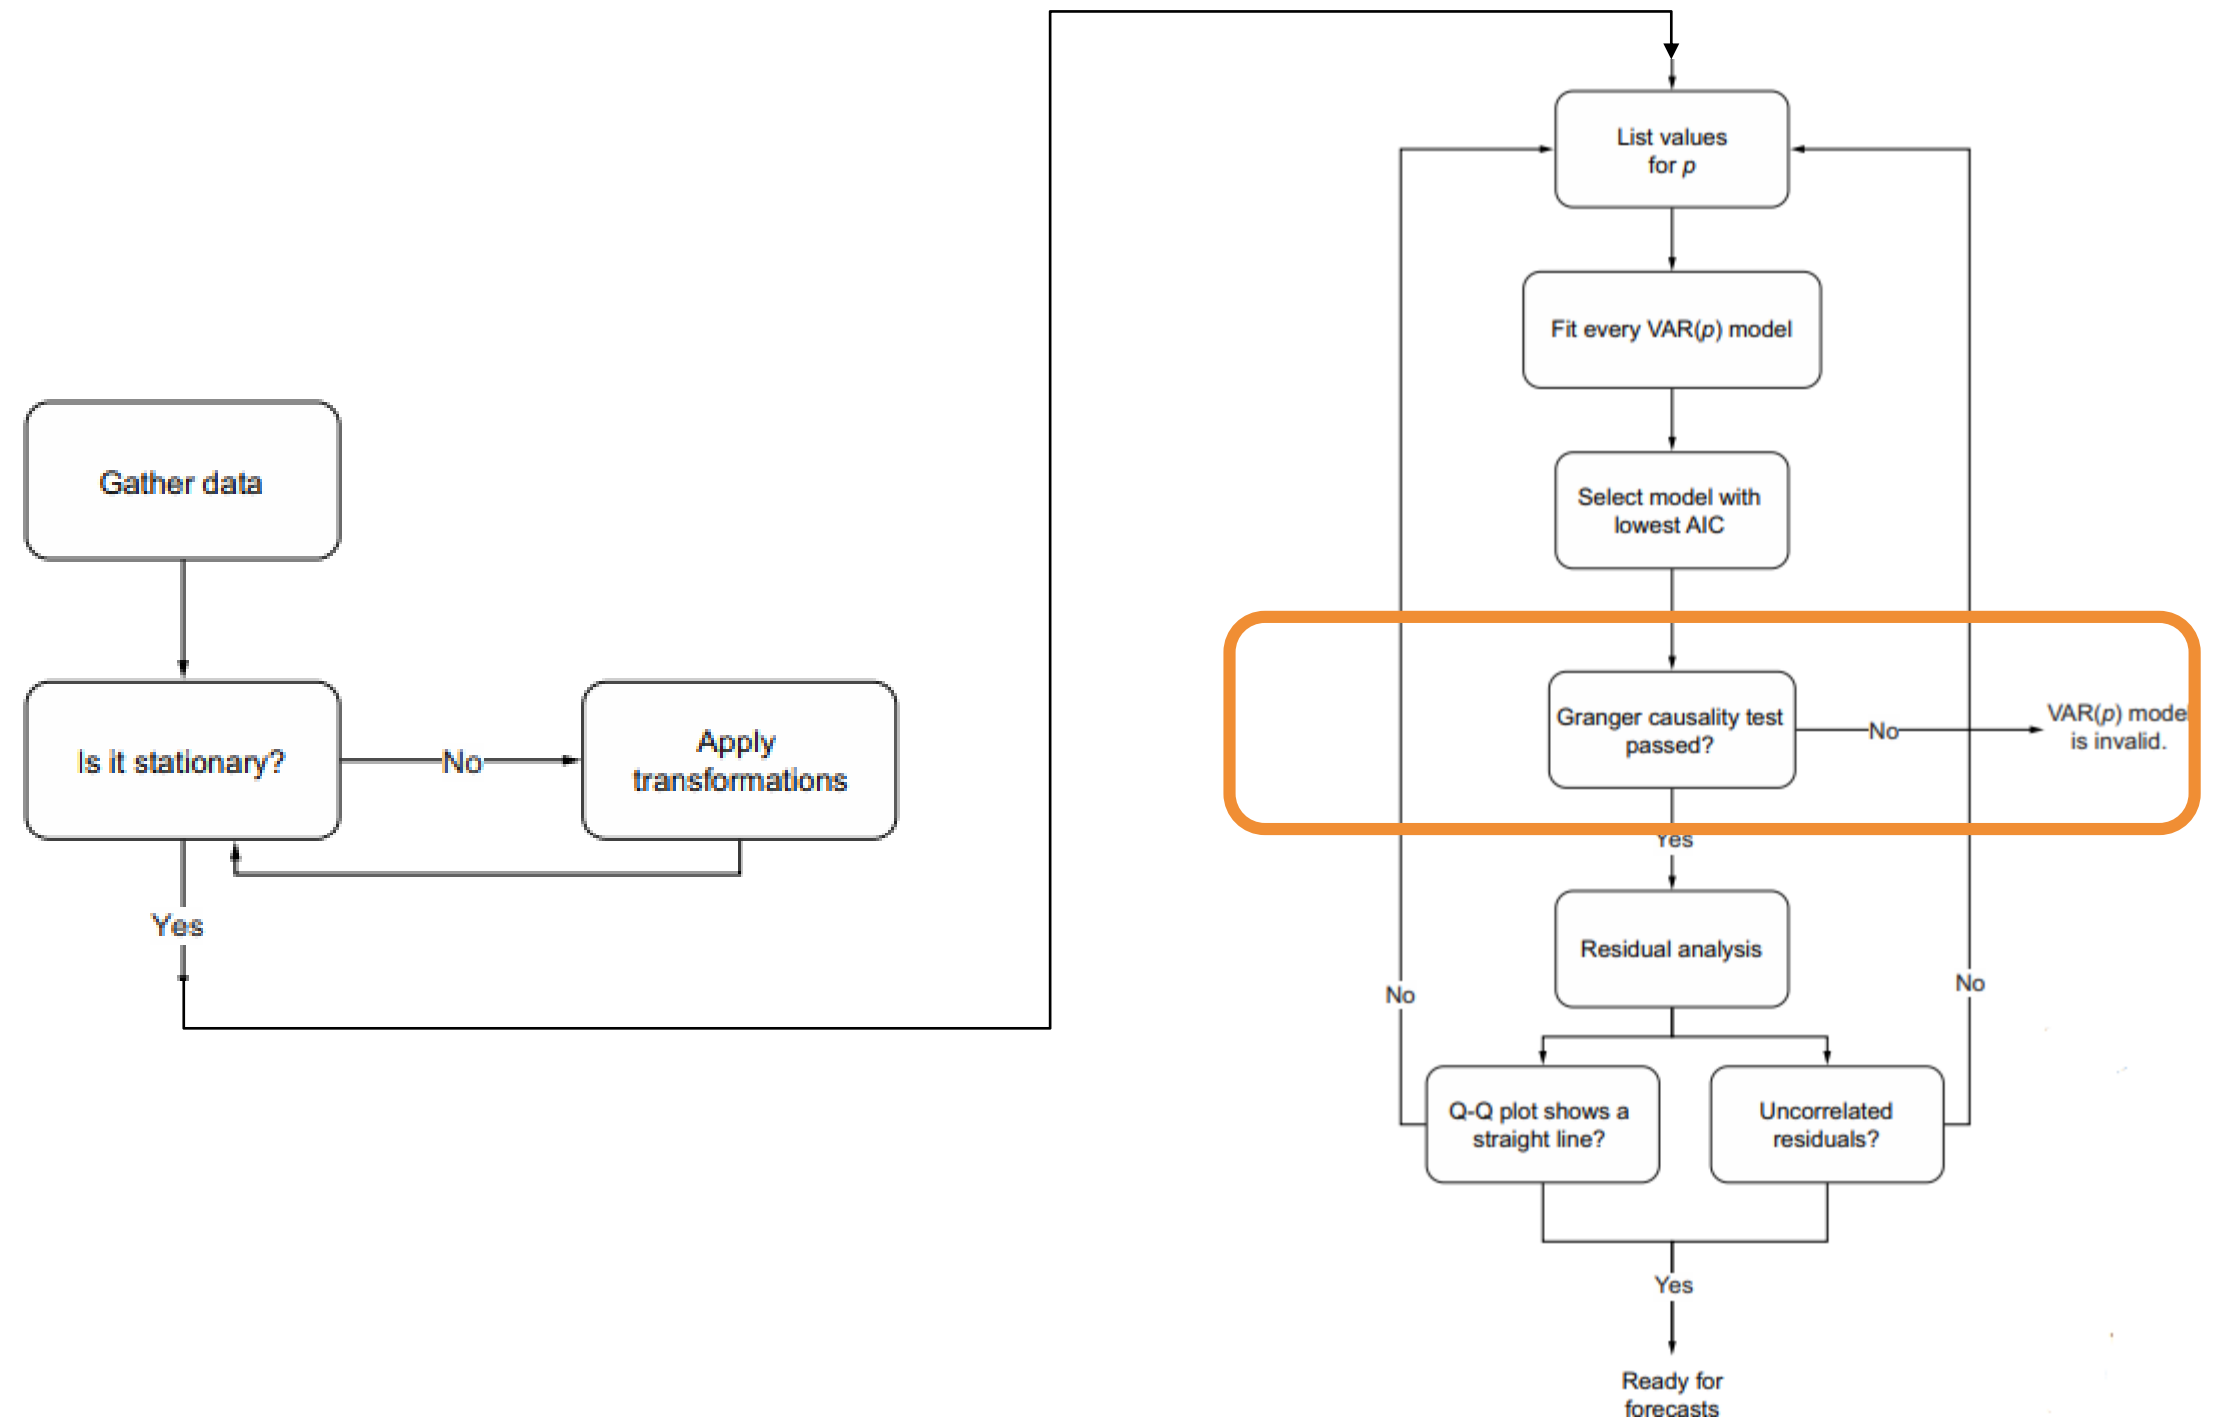 Gather data
Is it stationary?
No
Apply
transformations
Yes
List values
for p
Fit every VAR(p) model
Select model with
lowest AIC
Granger causality test
passed?
No
VAR(p) mode
is invalid.
Yes
Residual analysis
No
No
Q-Q plot shows a
straight line?
Uncorrelated
residuals?
Yes
Ready for
forecasts